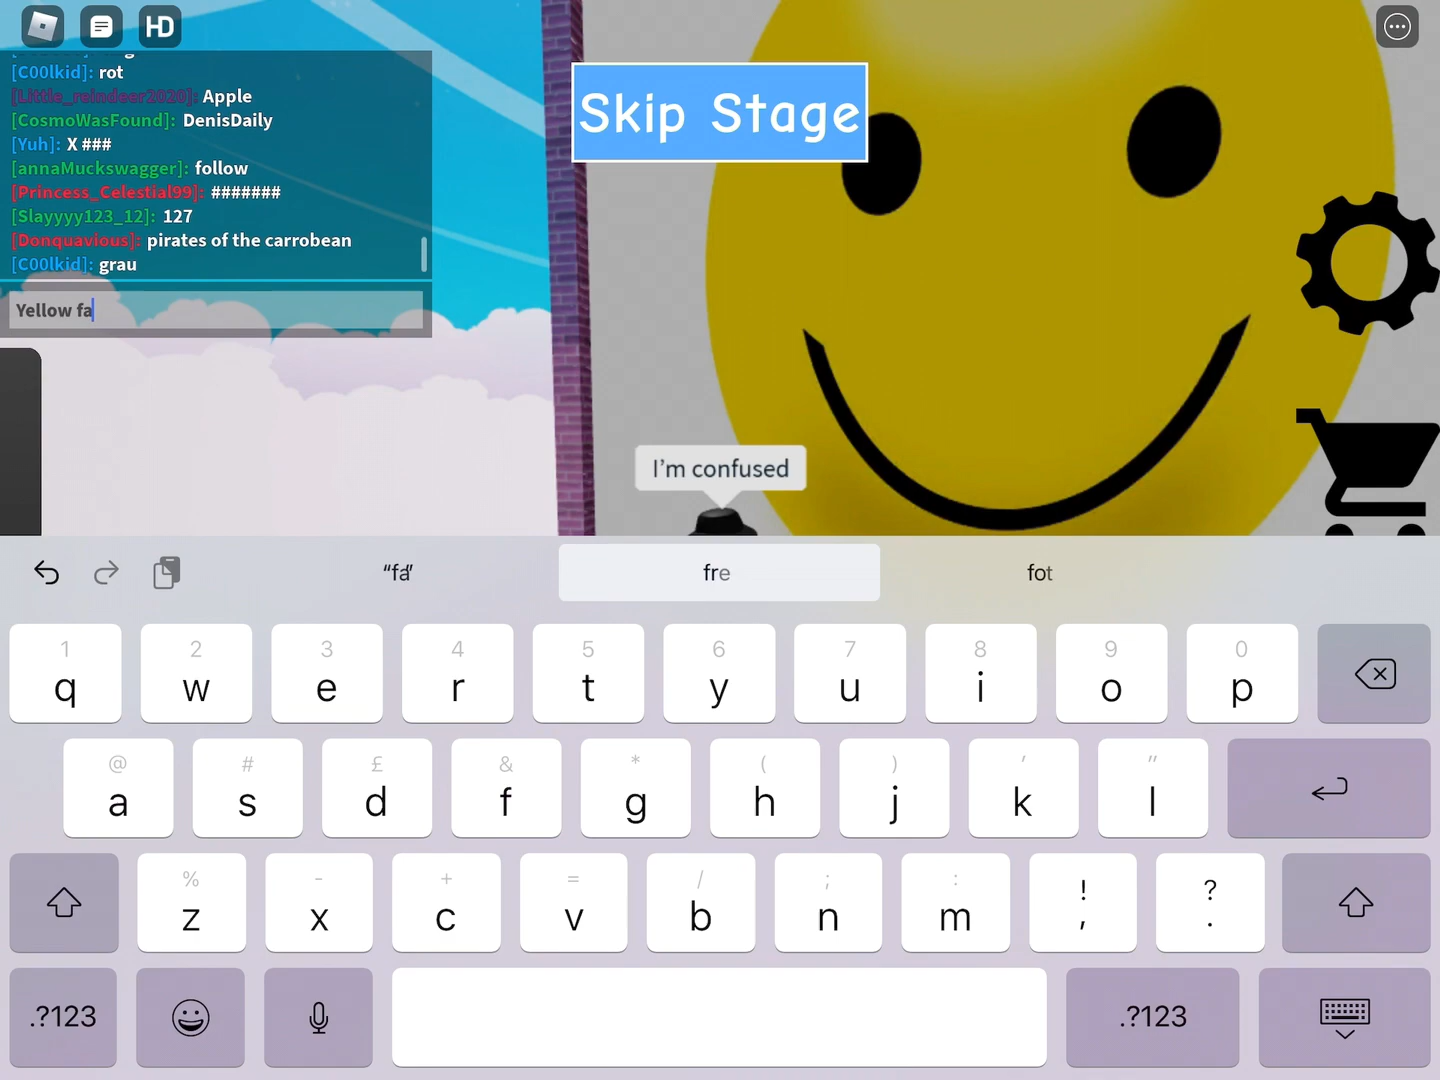 HD
[C00lkid]: rot
[Little_reindeer2020]: Apple
[CosmoWasFound]: DenisDaily
[Yuh]: X ###
[annaMuckswagger]: follow
[Princess_Celestial99]: #######
[Slayyyy123_12]: 127
[Donquavious]: pirates of the carrobean
[C00lkid]: grau
Yellow fa
Skip Stage
I'm confused
“fa” fre fot
1 2 3 4 5 6 7 8 9 0
q w e r t y u i o p
@ # £ & * ( ) ' "
a s d f g h j k l
% - + = / ; : ! ?
z x c v b n m , .
.?123 .?123